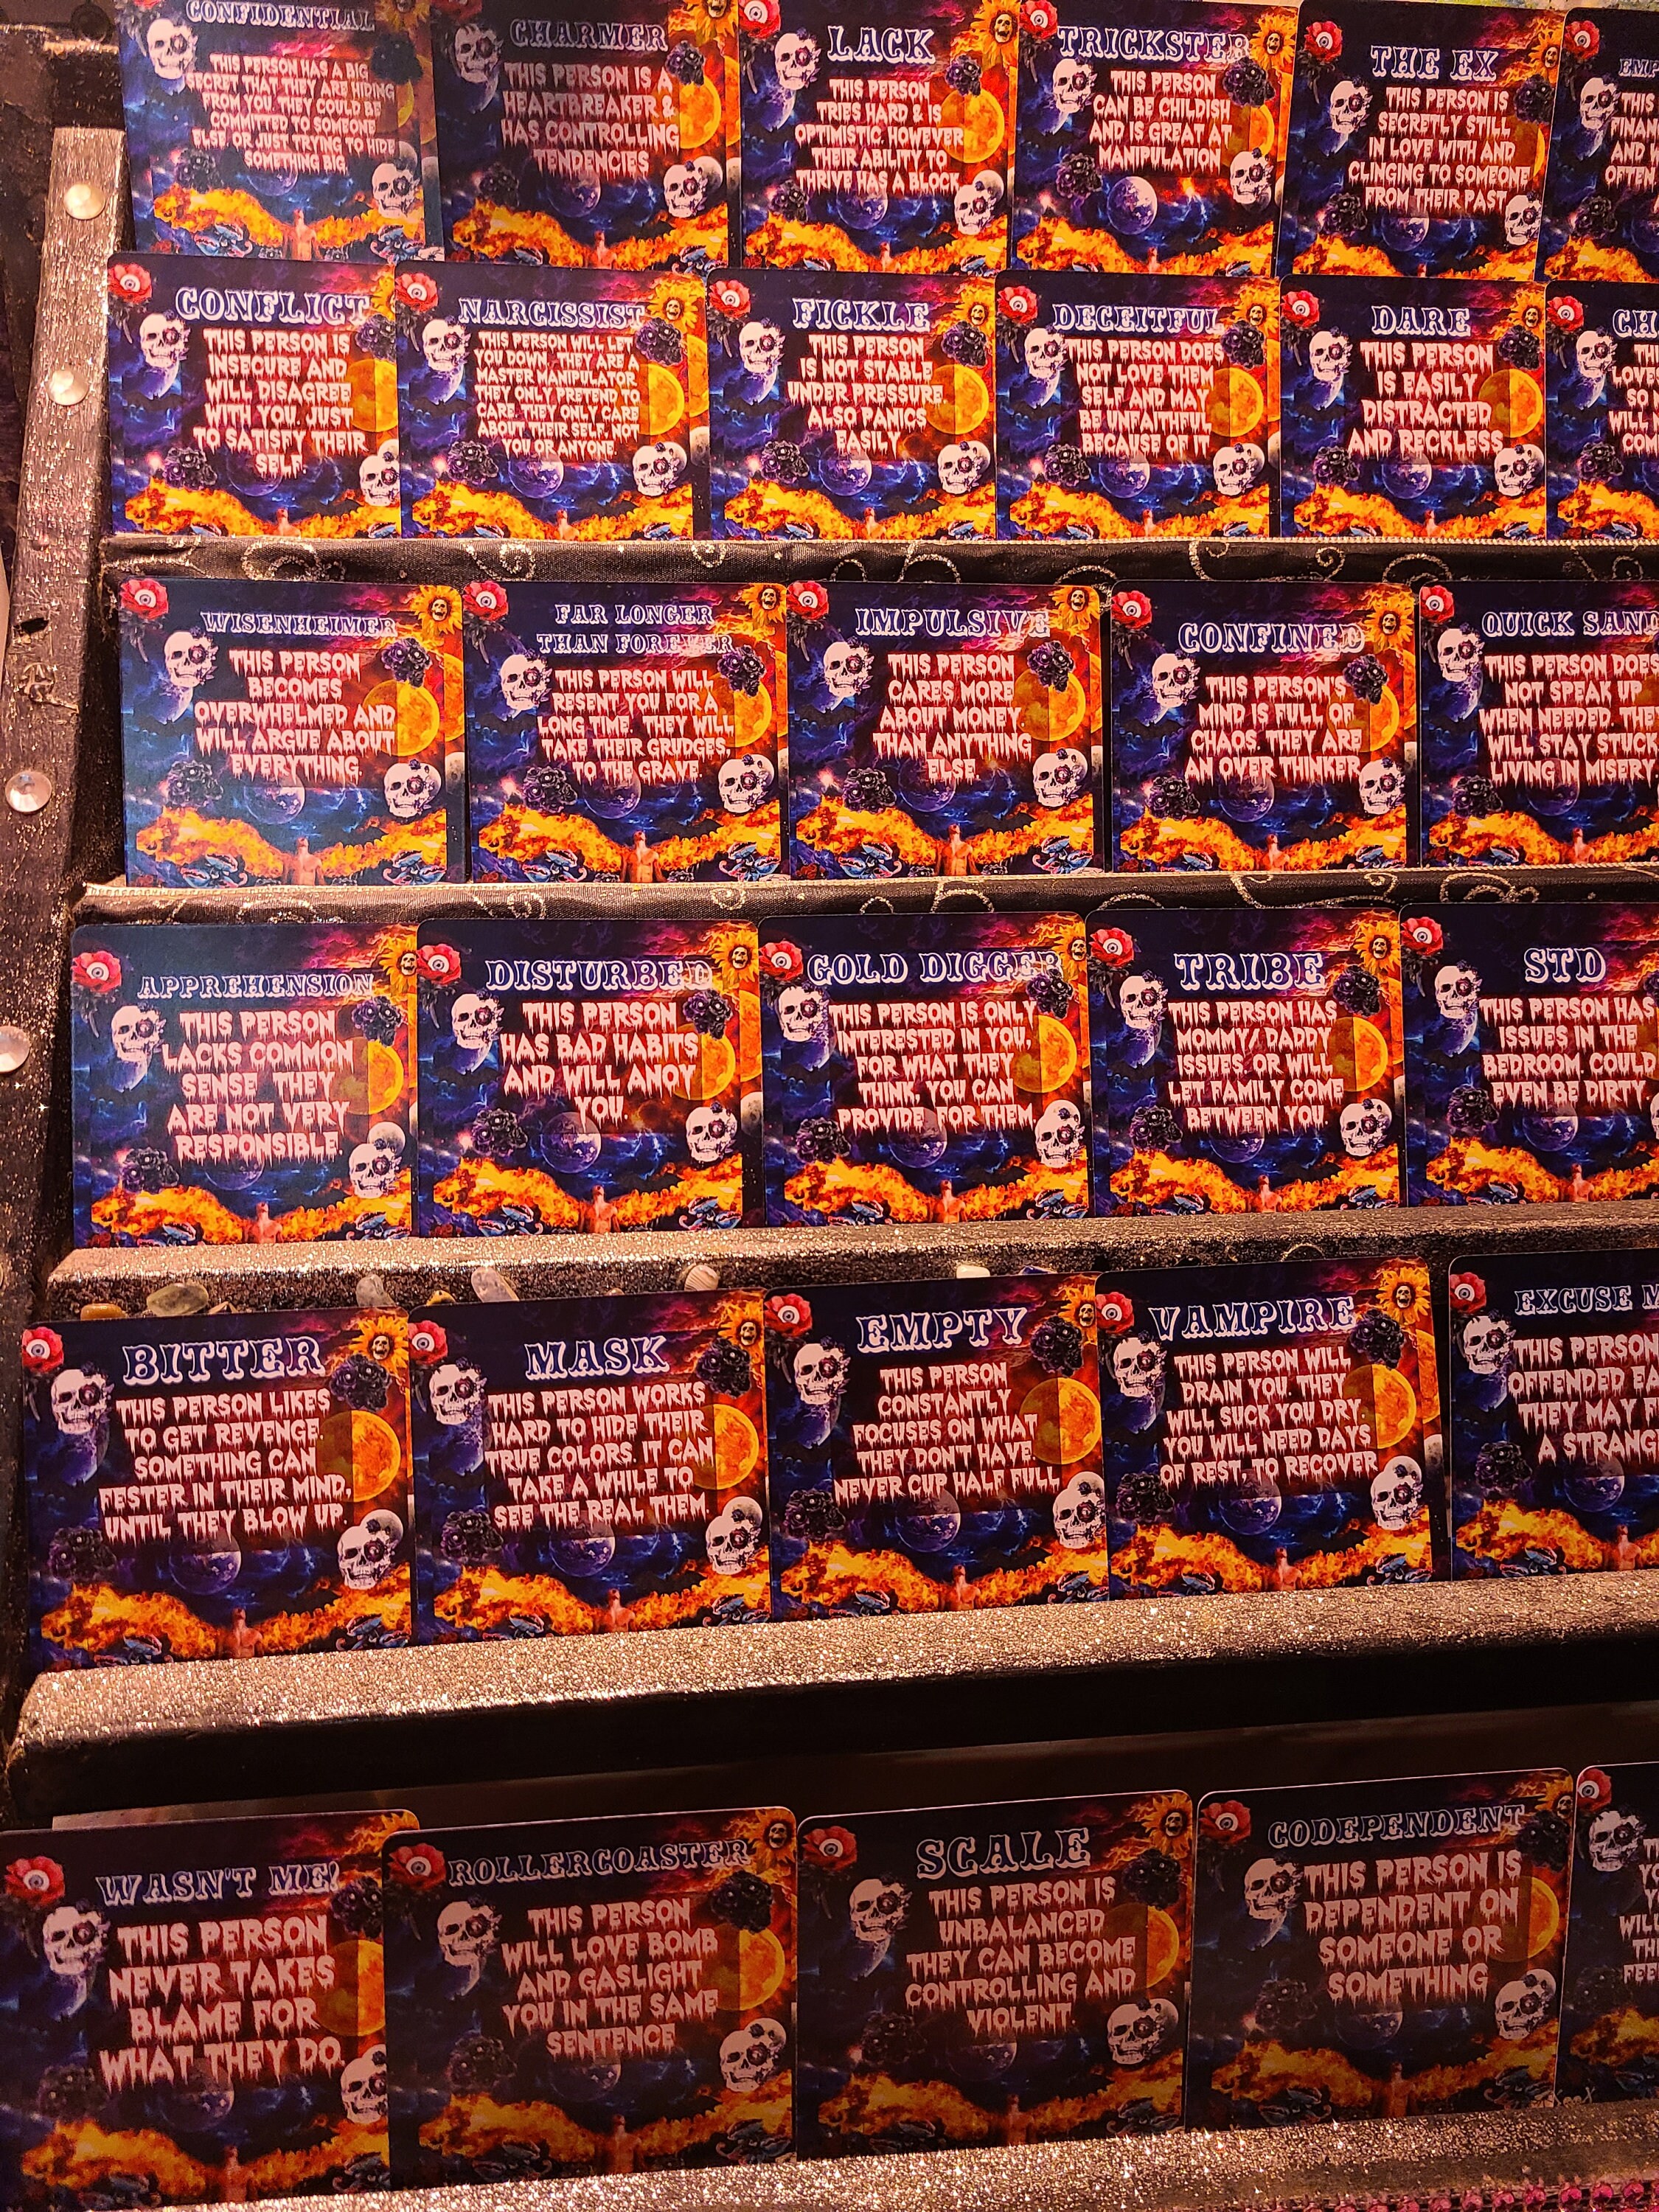 CONFIDENTIAL
THIS PERSON HAS A BIG
SECRET THAT THEY ARE HIDING
FROM YOU. THEY COULD BE
COMMITTED TO SOMEONE
ELSE OR JUST TRYING TO HIDE
SOMETHING BIG.
CHARMER
THIS PERSON IS A
HEARTBREAKER &
HAS CONTROLLING
TENDENCIES
LACK
THIS PERSON
TRIES HARD & IS
OPTIMISTIC. HOWEVER
THEIR ABILITY TO
THRIVE HAS A BLOCK
TRICKSTER
THIS PERSON
CAN BE CHILDISH
AND IS GREAT AT
MANIPULATION
THE EX
THIS PERSON IS
SECRETLY STILL
IN LOVE WITH AND
CLINGING TO SOMEONE
FROM THEIR PAST
CONFLICT
THIS PERSON IS
INSECURE AND
WILL DISAGREE
WITH YOU. JUST
TO SATISFY THEIR
SELF.
NARCISSIST
THIS PERSON WILL LET
YOU DOWN. THEY ARE A
MASTER MANIPULATOR
THEY ONLY PRETEND TO
CARE. THEY ONLY CARE
ABOUT THEIR SELF. NOT
YOU OR ANYONE.
FICKLE
THIS PERSON
IS NOT STABLE
UNDER PRESSURE.
ALSO PANICS
EASILY
DECEITFUL
THIS PERSON DOES
NOT LOVE THEM
SELF AND MAY
BE UNFAITHFUL
BECAUSE OF IT
DARE
THIS PERSON
IS EASILY
DISTRACTED
AND RECKLESS
WISENHEIMER
THIS PERSON
BECOMES
OVERWHELMED AND
WILL ARGUE ABOUT
EVERYTHING.
FAR LONGER
THAN FOREVER
THIS PERSON WILL
RESENT YOU FOR A
LONG TIME. THEY WILL
TAKE THEIR GRUDGES,
TO THE GRAVE
IMPULSIVE
THIS PERSON
CARES MORE
ABOUT MONEY
THAN ANYTHING
ELSE.
CONFINED
THIS PERSON'S
MIND IS FULL OF
CHAOS. THEY ARE
AN OVER THINKER
QUICK SAND
THIS PERSON DOES
NOT SPEAK UP
WHEN NEEDED. THEY
WILL STAY STUCK
LIVING IN MISERY
APPREHENSION
THIS PERSON
LACKS COMMON
SENSE THEY
ARE NOT VERY
RESPONSIBLE
DISTURBED
THIS PERSON
HAS BAD HABITS
AND WILL ANOY
YOU.
GOLD DIGGER
THIS PERSON IS ONLY
INTERESTED IN YOU,
FOR WHAT THEY
THINK, YOU CAN
PROVIDE FOR THEM
TRIBE
THIS PERSON HAS
MOMMY/ DADDY
ISSUES. OR WILL
LET FAMILY COME
BETWEEN YOU
STD
THIS PERSON HAS
ISSUES IN THE
BEDROOM. COULD
EVEN BE DIRTY.
BITTER
THIS PERSON LIKES
TO GET REVENGE.
SOMETHING CAN
FESTER IN THEIR MIND,
UNTIL THEY BLOW UP.
MASK
THIS PERSON WORKS
HARD TO HIDE THEIR
TRUE COLORS. IT CAN
TAKE A WHILE TO
SEE THE REAL THEM
EMPTY
THIS PERSON
CONSTANTLY
FOCUSES ON WHAT
THEY DON'T HAVE.
NEVER CUP HALF FULL
VAMPIRE
THIS PERSON WILL
DRAIN YOU. THEY
WILL SUCK YOU DRY.
YOU WILL NEED DAYS
OF REST, TO RECOVER
EXCUSE
THIS PERSON
OFFENDED
THEY MAY
A
WASN'T ME!
THIS PERSON
NEVER TAKES
BLAME FOR
WHAT THEY DO
ROLLERCOASTER
THIS PERSON
WILL LOVE BOMB
AND GASLIGHT
YOU IN THE SAME
SENTENCE
SCALE
THIS PERSON IS
UNBALANCED
THEY CAN BECOME
CONTROLLING AND
VIOLENT.
CODEPENDENT
THIS PERSON IS
DEPENDENT ON
SOMEONE OR
SOMETHING